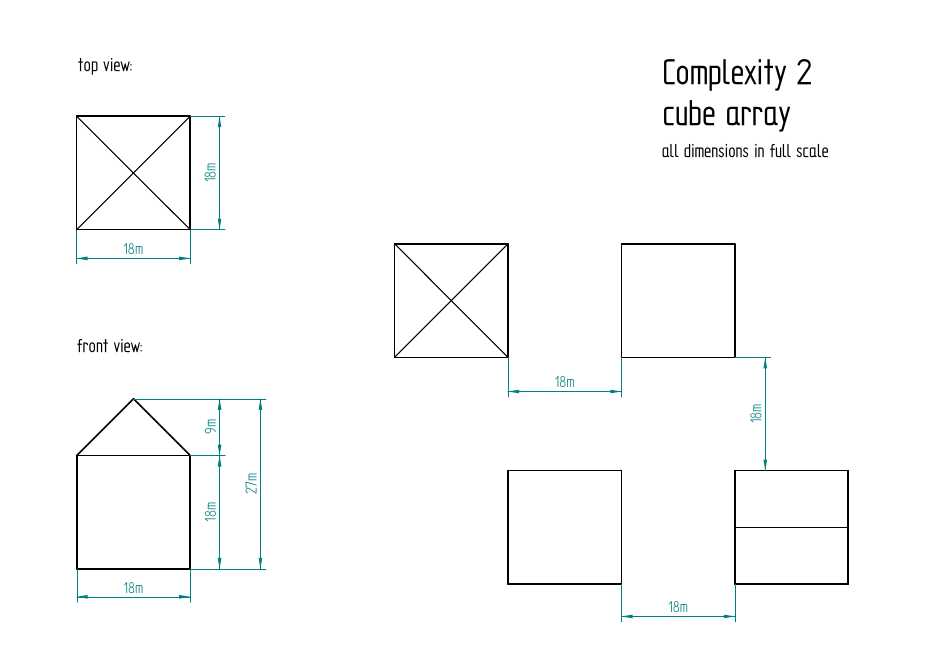 top view:
Complexity 2
cube array
all dimensions in full scale
18m
18m
front view:
18m
18m
9m
27m
18m
18m
18m